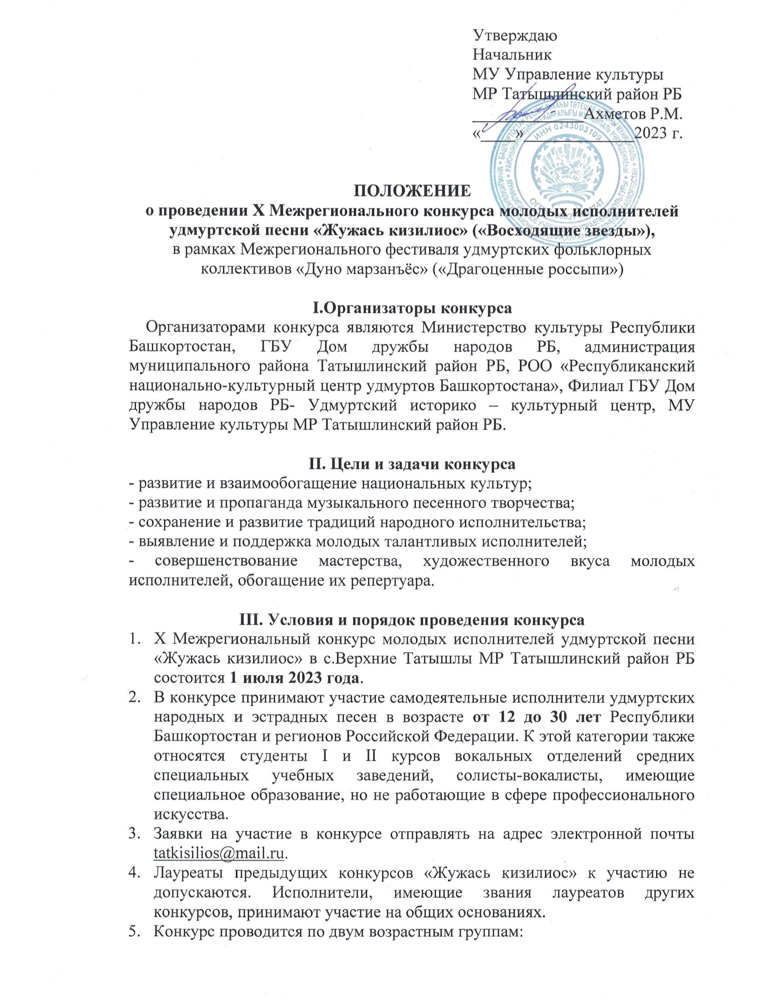 Утверждаю
Начальник
МУ Управление культуры
МР Татышлинский район РБ
_____________Ахметов Р.М.
«____»_____________2023 г.
ИНН 0243003109
ПОЛОЖЕНИЕ
о проведении X Межрегионального конкурса молодых исполнителей
удмуртской песни «Жужась кизилиос» («Восходящие звезды»),
в рамках Межрегионального фестиваля удмуртских фольклорных
коллективов «Дуно марзанъёс» («Драгоценные россыпи»)
I.Организаторы конкурса
Организаторами конкурса являются Министерство культуры Республики
Башкортостан, ГБУ Дом дружбы народов РБ, администрация
муниципального района Татышлинский район РБ, РОО «Республиканский
национально-культурный центр удмуртов Башкортостана», Филиал ГБУ Дом
дружбы народов РБ- Удмуртский историко – культурный центр, МУ
Управление культуры МР Татышлинский район РБ.
II. Цели и задачи конкурса
- развитие и взаимообогащение национальных культур;
- развитие и пропаганда музыкального песенного творчества;
- сохранение и развитие традиций народного исполнительства;
- выявление и поддержка молодых талантливых исполнителей;
- совершенствование мастерства, художественного вкуса молодых
исполнителей, обогащение их репертуара.
III. Условия и порядок проведения конкурса
1. X Межрегиональный конкурс молодых исполнителей удмуртской песни
«Жужась кизилиос» в с.Верхние Татышлы МР Татышлинский район РБ
состоится 1 июля 2023 года.
2. В конкурсе принимают участие самодеятельные исполнители удмуртских
народных и эстрадных песен в возрасте от 12 до 30 лет Республики
Башкортостан и регионов Российской Федерации. К этой категории также
относятся студенты I и II курсов вокальных отделений средних
специальных учебных заведений, солисты-вокалисты, имеющие
специальное образование, но не работающие в сфере профессионального
искусства.
3. Заявки на участие в конкурсе отправлять на адрес электронной почты
tatkisilios@mail.ru.
4. Лауреаты предыдущих конкурсов «Жужась кизилиос» к участию не
допускаются. Исполнители, имеющие звания лауреатов других
конкурсов, принимают участие на общих основаниях.
5. Конкурс проводится по двум возрастным группам: